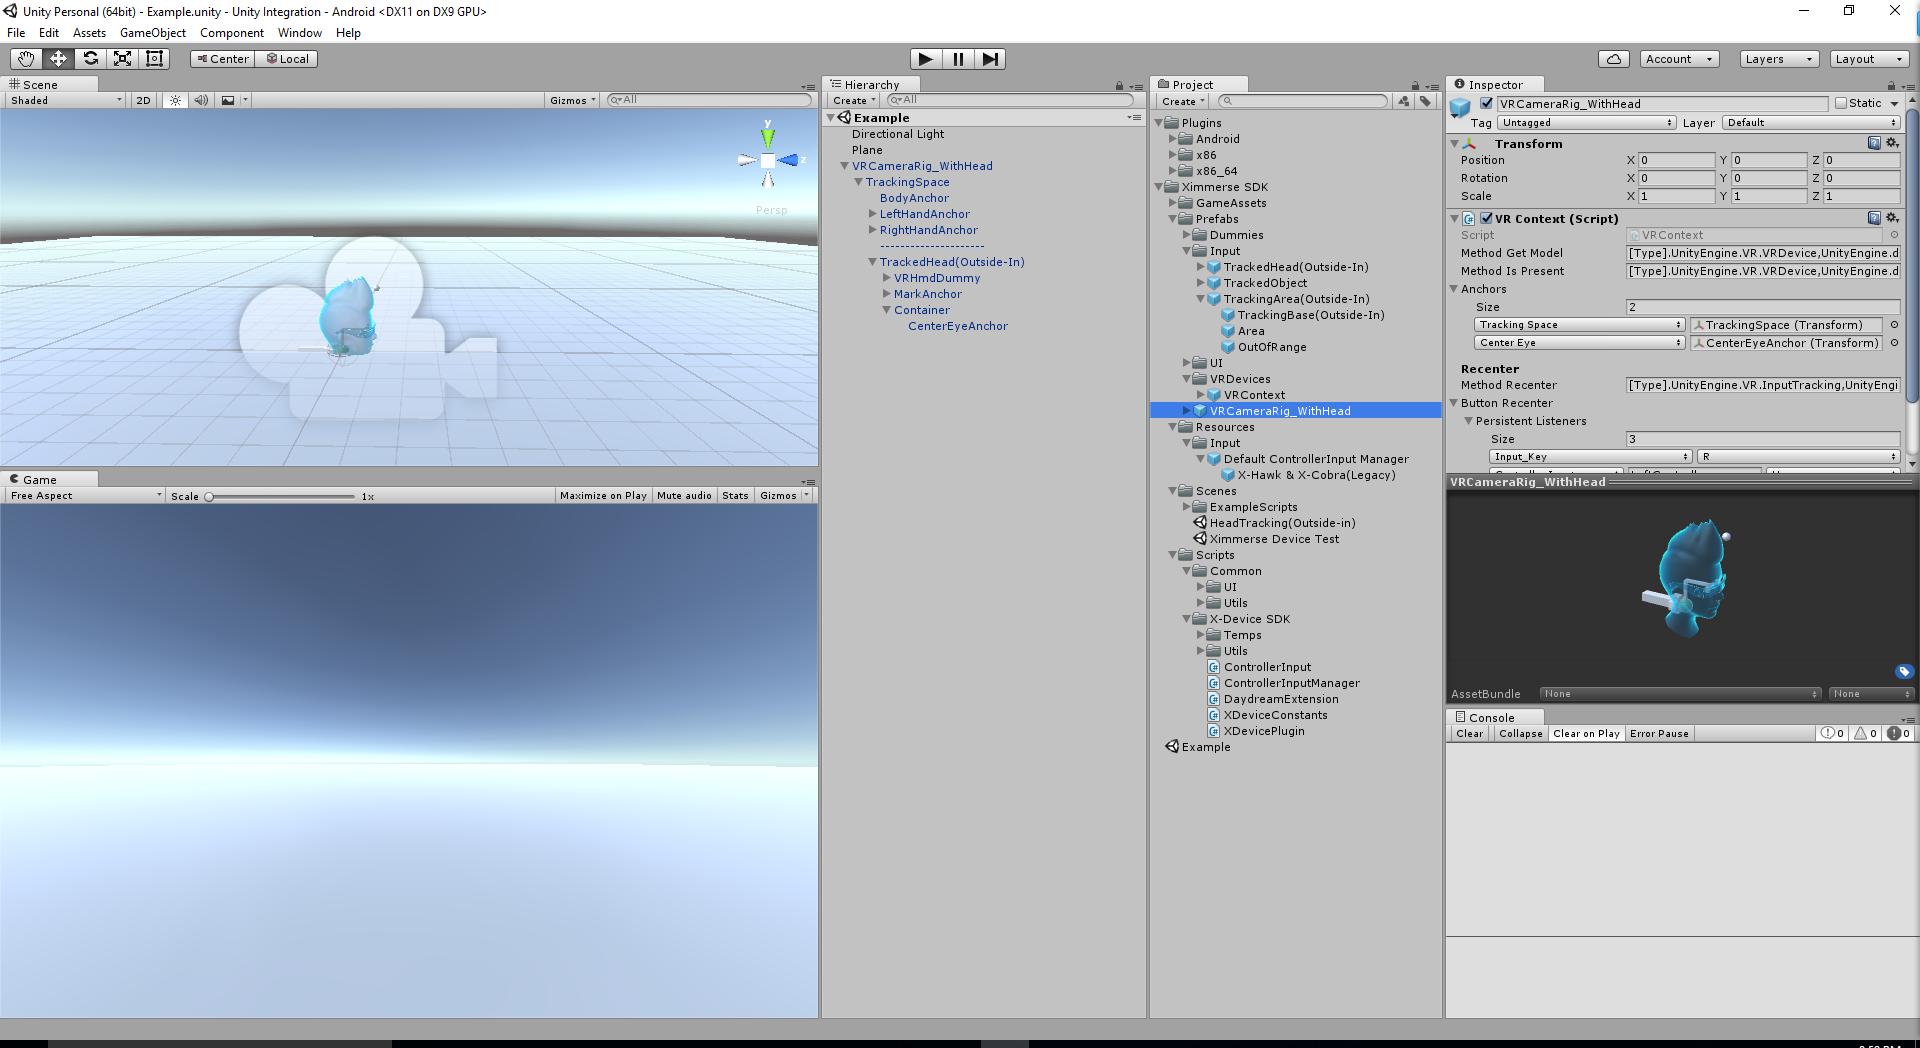 Unity Personal (64bit) - Example.unity - Unity Integration - Android <DX11 on DX9 GPU>
File Edit Assets GameObject Component Window Help
Center Local Account Layers Layout
Scene
Shaded 2D Gizmos All
y
z
Persp
Game
Free Aspect Scale 1x Maximize on Play Mute audio Stats Gizmos
Hierarchy
Create All
Example
Directional Light
Plane
VRCameraRig_WithHead
TrackingSpace
BodyAnchor
LeftHandAnchor
RightHandAnchor
---------------------
TrackedHead(Outside-In)
VRHmdDummy
MarkAnchor
Container
CenterEyeAnchor
Project
Create
Plugins
Android
x86
x86_64
Ximmerse SDK
GameAssets
Prefabs
Dummies
Input
TrackedHead(Outside-In)
TrackedObject
TrackingArea(Outside-In)
TrackingBase(Outside-In)
Area
OutOfRange
UI
VRDevices
VRContext
VRCameraRig_WithHead
Resources
Input
Default ControllerInput Manager
X-Hawk & X-Cobra(Legacy)
Scenes
ExampleScripts
HeadTracking(Outside-in)
Ximmerse Device Test
Scripts
Common
UI
Utils
X-Device SDK
Temps
Utils
ControllerInput
ControllerInputManager
DaydreamExtension
XDeviceConstants
XDevicePlugin
Example
Inspector
VRCameraRig_WithHead Static
Tag Untagged Layer Default
Transform
Position X 0 Y 0 Z 0
Rotation X 0 Y 0 Z 0
Scale X 1 Y 1 Z 1
VR Context (Script)
Script VRContext
Method Get Model [Type].UnityEngine.VR.VRDevice,UnityEngine.d
Method Is Present [Type].UnityEngine.VR.VRDevice,UnityEngine.d
Anchors
Size 2
Tracking Space TrackingSpace (Transform)
Center Eye CenterEyeAnchor (Transform)
Recenter
Method Recenter [Type].UnityEngine.VR.InputTracking,UnityEngi
Button Recenter
Persistent Listeners
Size 3
Input_Key R
VRCameraRig_WithHead
AssetBundle None None
Console
Clear Collapse Clear on Play Error Pause 0 0 0